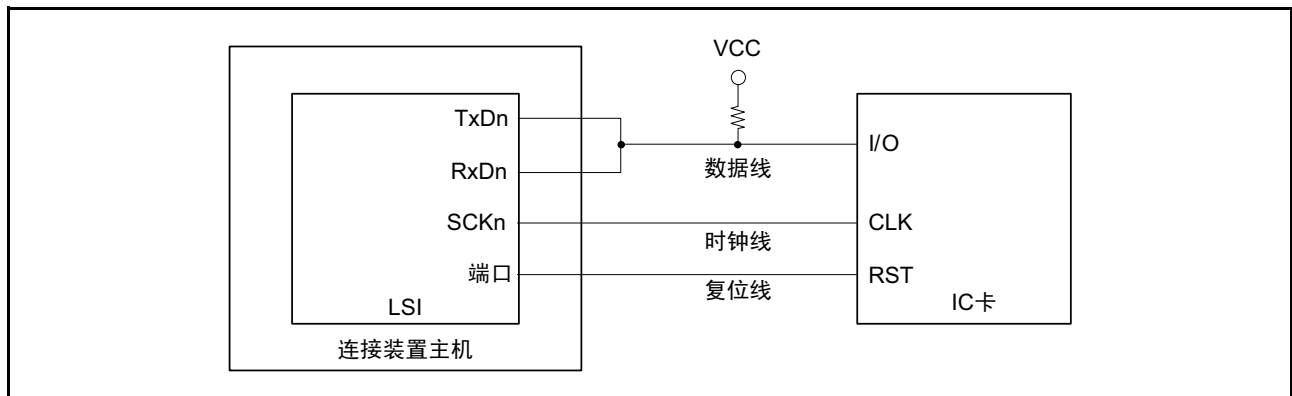 VCC
TxDn
I/O
RxDn
数据线
SCKn
CLK
时钟线
端口
RST
复位线
LSI
IC卡
连接装置主机